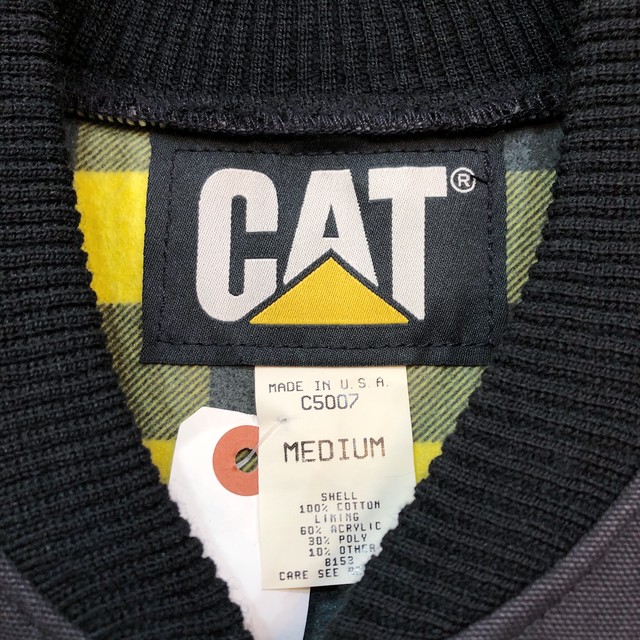 CAT®
MADE IN U.S.A.
C5007
MEDIUM
SHELL
100% COTTON
LINING
60% ACRYLIC
30% POLY
10% OTHER
8153
CARE SEE